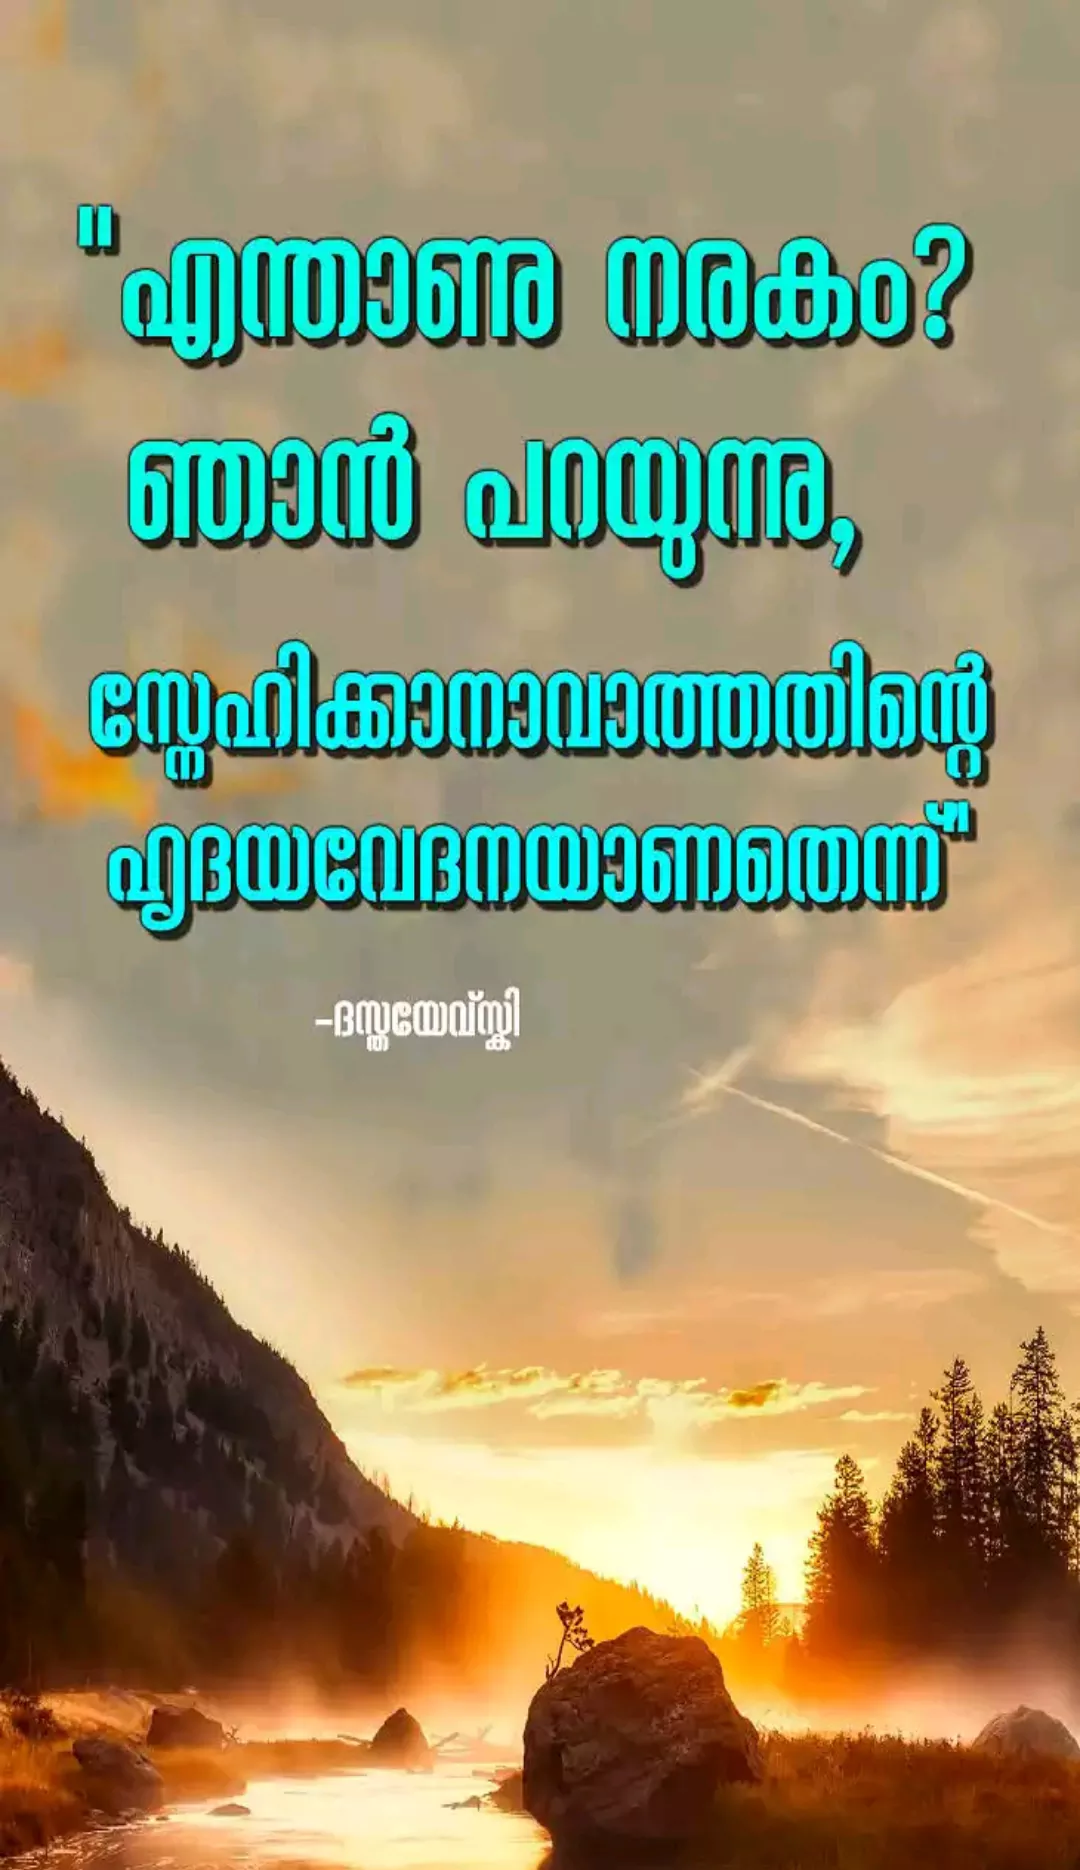 "എന്താണു നരകം?
ഞാൻ പറയുന്നു,
സ്നേഹിക്കാനാവാത്തതിന്റെ
ഹൃദയവേദനയാണതെന്ന്"
-ദസ്തയേവ്സ്കി